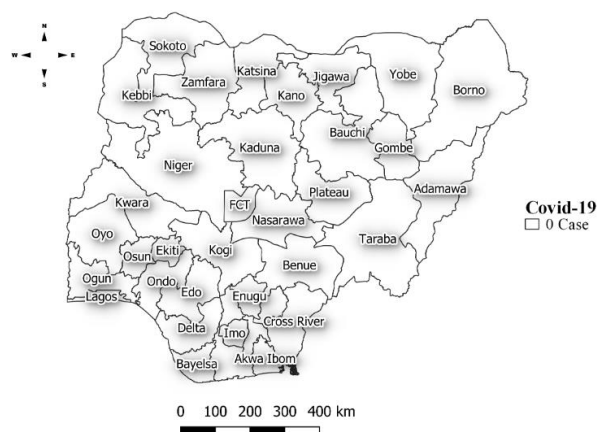 N
W E
S
Sokoto
Katsina
Jigawa
Yobe
Borno
Zamfara
Kebbi
Kano
Bauchi
Gombe
Kaduna
Niger
Adamawa
Plateau
FCT
Kwara
Nasarawa
Taraba
Covid-19
0 Case
Oyo
Osun
Ekiti
Kogi
Benue
Ogun
Ondo
Edo
Enugu
Lagos
Cross River
Delta
Imo
Bayelsa
Akwa Ibom
0 100 200 300 400 km